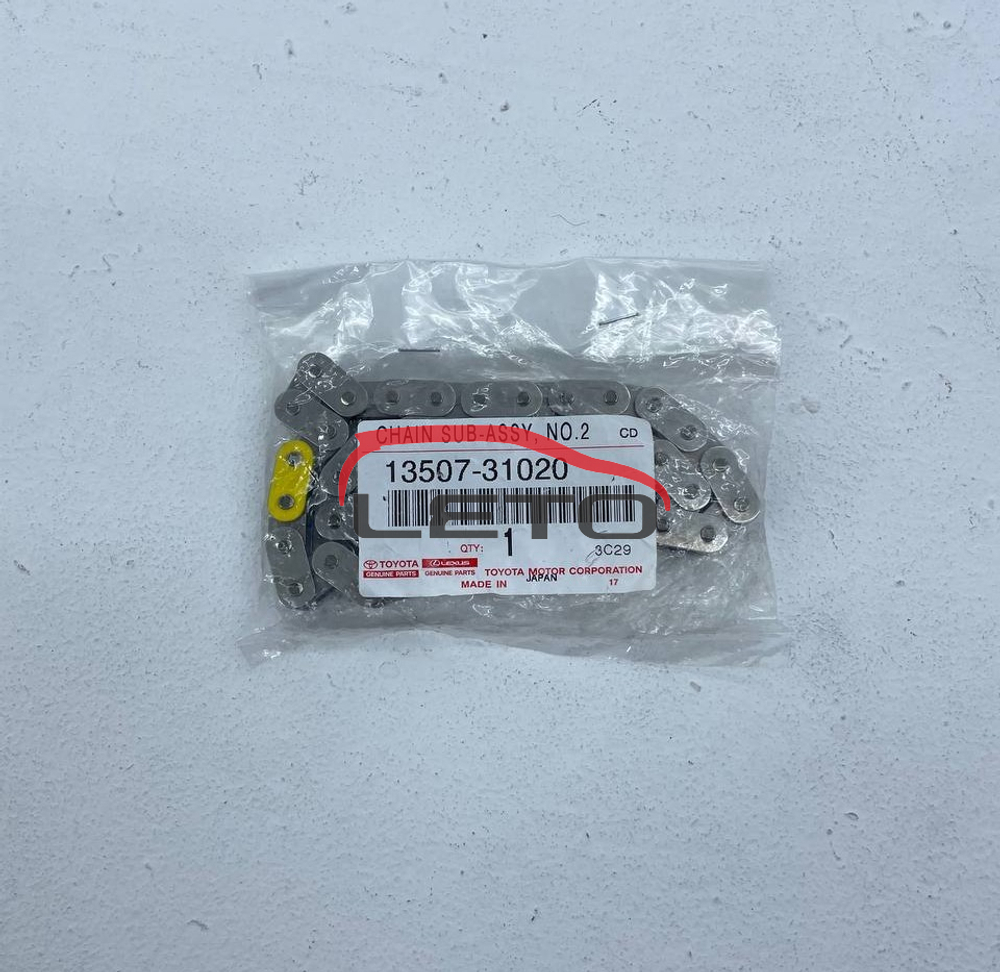 CHAIN SUB-ASSY, NO.2 CD
13507-31020
LETO
QTY: 1 3C29
TOYOTA LEXUS TOYOTA MOTOR CORPORATION
GENUINE PARTS GENUINE PARTS
MADE IN JAPAN 17